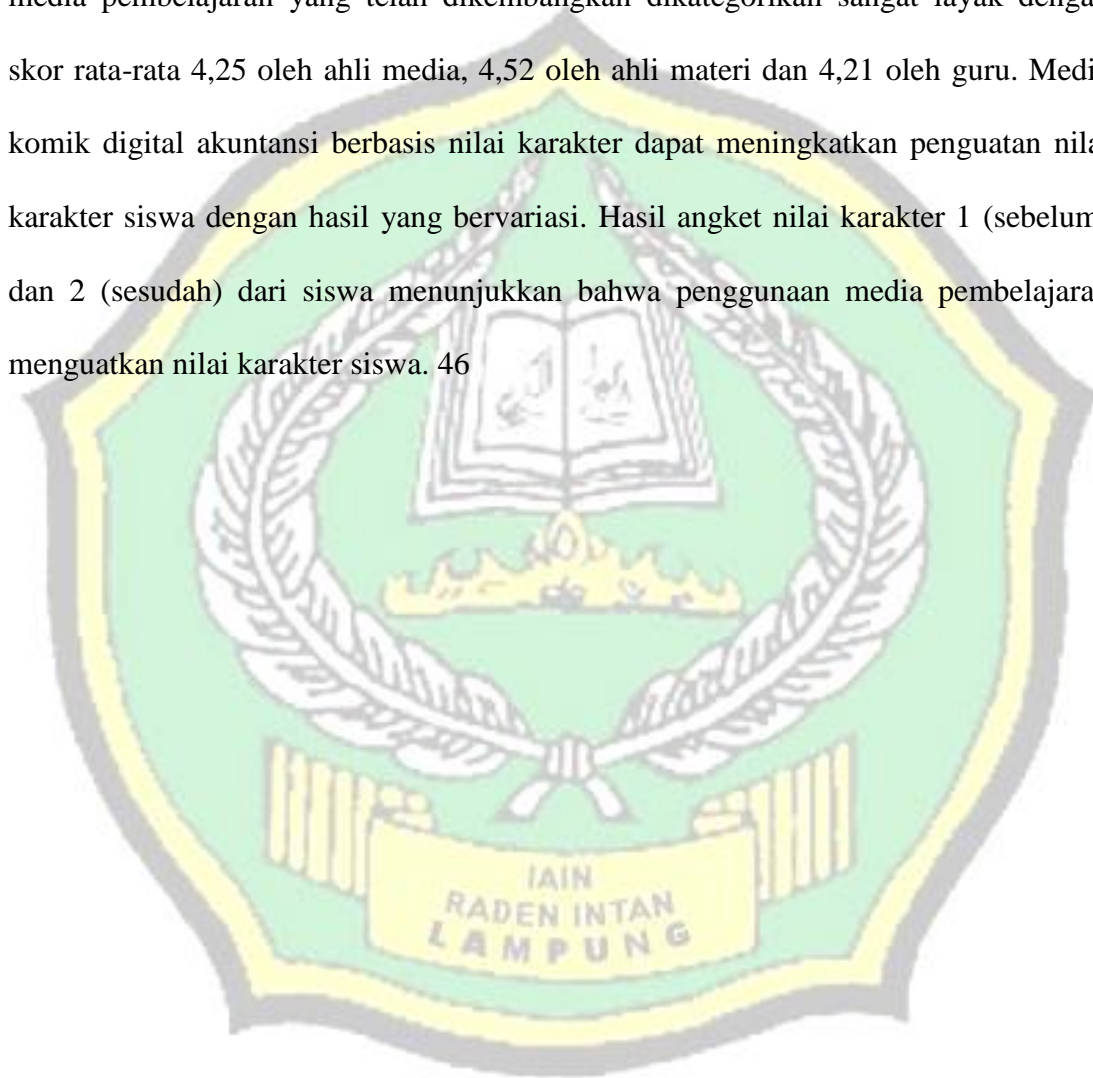 media pembelajaran yang telah dikembangkan dikategorikan sangat layak denga
skor rata-rata 4,25 oleh ahli media, 4,52 oleh ahli materi dan 4,21 oleh guru. Medi
komik digital akuntansi berbasis nilai karakter dapat meningkatkan penguatan nila
karakter siswa dengan hasil yang bervariasi. Hasil angket nilai karakter 1 (sebelum
dan 2 (sesudah) dari siswa menunjukkan bahwa penggunaan media pembelajara
menguatkan nilai karakter siswa. 46
IAIN
RADEN INTAN
LAMPUNG